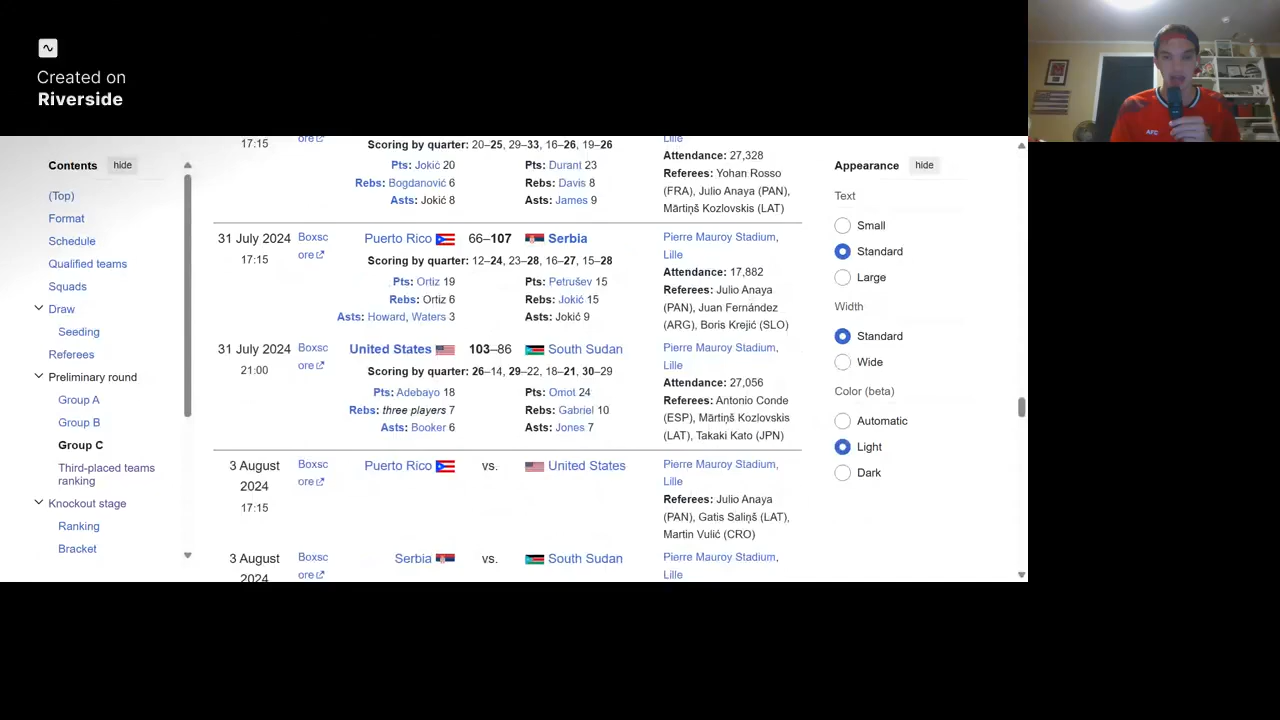 Created on
Riverside
AFC
R
Contents hide
(Top)
Format
Schedule
Qualified teams
Squads
Draw
Seeding
Referees
Preliminary round
Group A
Group B
Group C
Third-placed teams
ranking
Knockout stage
Ranking
Bracket
17:15
ore
Scoring by quarter: 20–25, 29–33, 16–26, 19–26
Pts: Jokić 20
Pts: Durant 23
Rebs: Bogdanović 6
Rebs: Davis 8
Asts: Jokić 8
Asts: James 9
Lille
Attendance: 27,328
Referees: Yohan Rosso
(FRA), Julio Anaya (PAN),
Mārtiņš Kozlovskis (LAT)
31 July 2024
17:15
Boxsc
ore
Puerto Rico 66–107 Serbia
Scoring by quarter: 12–24, 23–28, 16–27, 15–28
Pts: Ortiz 19
Pts: Petrušev 15
Rebs: Ortiz 6
Rebs: Jokić 15
Asts: Howard, Waters 3
Asts: Jokić 9
Pierre Mauroy Stadium,
Lille
Attendance: 17,882
Referees: Julio Anaya
(PAN), Juan Fernández
(ARG), Boris Krejić (SLO)
31 July 2024
21:00
Boxsc
ore
United States 103–86 South Sudan
Scoring by quarter: 26–14, 29–22, 18–21, 30–29
Pts: Adebayo 18
Pts: Omot 24
Rebs: three players 7
Rebs: Gabriel 10
Asts: Booker 6
Asts: Jones 7
Pierre Mauroy Stadium,
Lille
Attendance: 27,056
Referees: Antonio Conde
(ESP), Mārtiņš Kozlovskis
(LAT), Takaki Kato (JPN)
3 August
2024
17:15
Boxsc
ore
Puerto Rico vs. United States
Pierre Mauroy Stadium,
Lille
Referees: Julio Anaya
(PAN), Gatis Saliņš (LAT),
Martin Vulić (CRO)
3 August
2024
Boxsc
ore
Serbia vs. South Sudan
Pierre Mauroy Stadium,
Lille
Appearance hide
Text
Small
Standard
Large
Width
Standard
Wide
Color (beta)
Automatic
Light
Dark